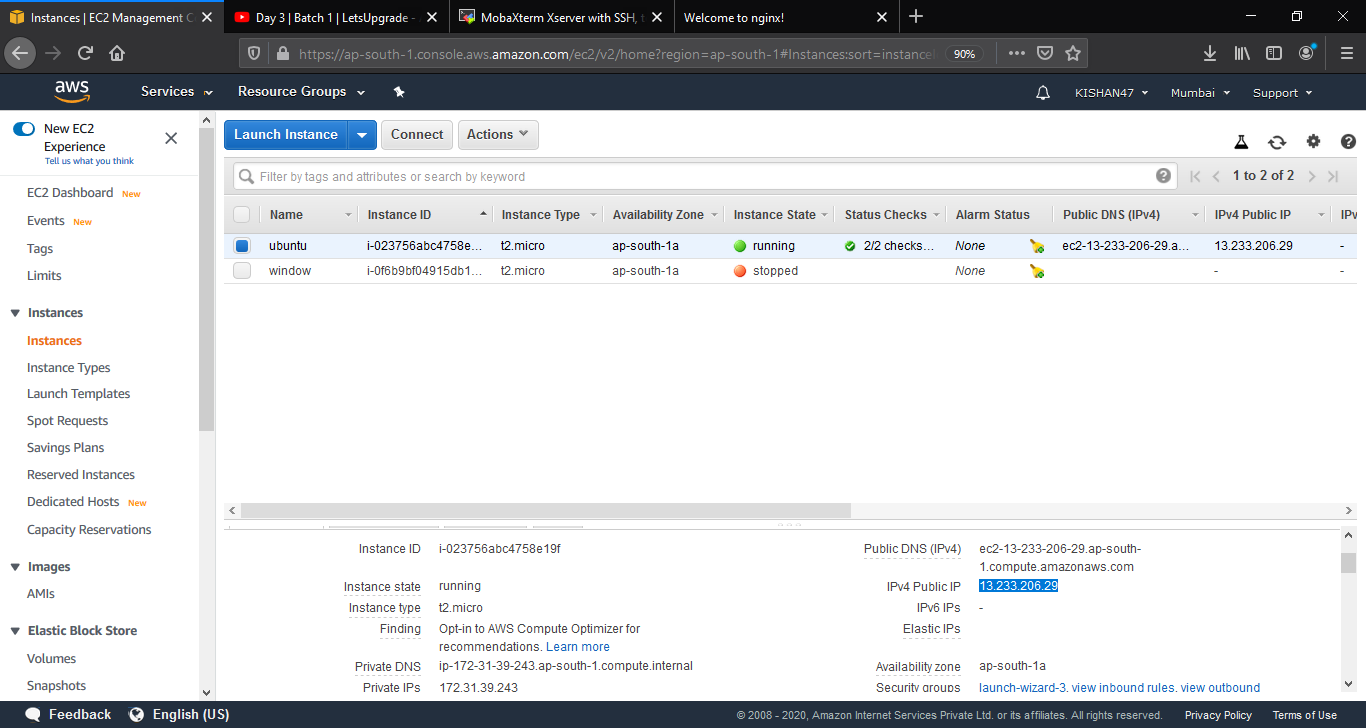 Instances | EC2 Management C
Day 3 | Batch 1 | LetsUpgrade -
MobaXterm Xserver with SSH,
Welcome to nginx!
https://ap-south-1.console.aws.amazon.com/ec2/v2/home?region=ap-south-1#Instances:sort=instanceI
90%
aws
Services
Resource Groups
KISHAN47
Mumbai
Support
New EC2
Experience
Tell us what you think
EC2 Dashboard New
Events New
Tags
Limits
Instances
Instances
Instance Types
Launch Templates
Spot Requests
Savings Plans
Reserved Instances
Dedicated Hosts New
Capacity Reservations
Images
AMIs
Elastic Block Store
Volumes
Snapshots
Launch Instance
Connect
Actions
Filter by tags and attributes or search by keyword
1 to 2 of 2
Name Instance ID Instance Type Availability Zone Instance State Status Checks Alarm Status Public DNS (IPv4) IPv4 Public IP IPv
ubuntu i-023756abc4758e... t2.micro ap-south-1a running 2/2 checks... None ec2-13-233-206-29.a... 13.233.206.29 -
window i-0f6b9bf04915db1... t2.micro ap-south-1a stopped None - -
Instance ID i-023756abc4758e19f
Instance state running
Instance type t2.micro
Finding Opt-in to AWS Compute Optimizer for
recommendations. Learn more
Private DNS ip-172-31-39-243.ap-south-1.compute.internal
Private IPs 172.31.39.243
Public DNS (IPv4) ec2-13-233-206-29.ap-south-
1.compute.amazonaws.com
IPv4 Public IP 13.233.206.29
IPv6 IPs -
Elastic IPs
Availability zone ap-south-1a
Security groups launch-wizard-3. view inbound rules. view outbound
Feedback
English (US)
© 2008 - 2020, Amazon Internet Services Private Ltd. or its affiliates. All rights reserved.
Privacy Policy
Terms of Use